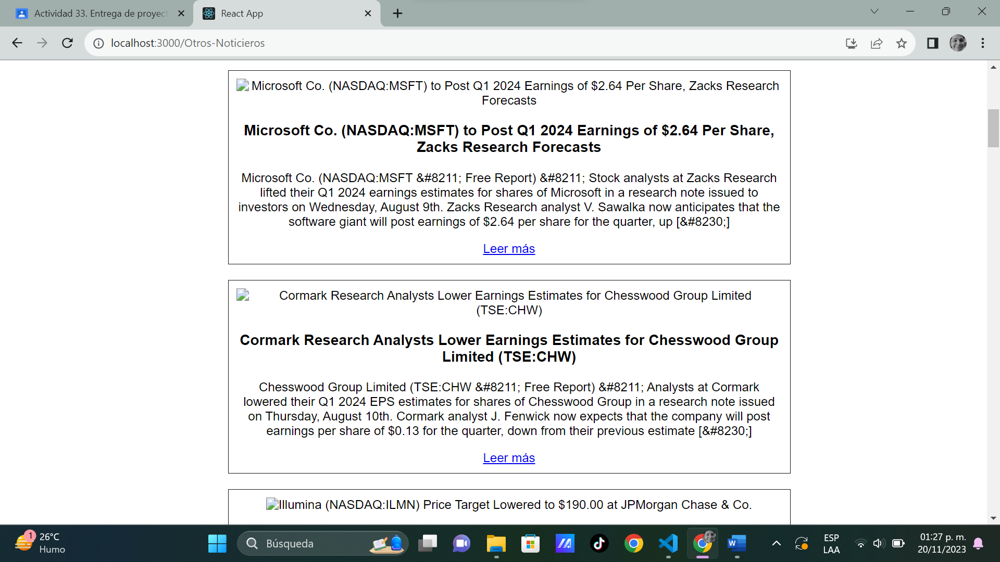 Actividad 33. Entrega de proyect
React App
localhost:3000/Otros-Noticieros
Microsoft Co. (NASDAQ:MSFT) to Post Q1 2024 Earnings of $2.64 Per Share, Zacks Research
Forecasts
Microsoft Co. (NASDAQ:MSFT) to Post Q1 2024 Earnings of $2.64 Per Share,
Zacks Research Forecasts
Microsoft Co. (NASDAQ:MSFT &#8211; Free Report) &#8211; Stock analysts at Zacks Research
lifted their Q1 2024 earnings estimates for shares of Microsoft in a research note issued to
investors on Wednesday, August 9th. Zacks Research analyst V. Sawalka now anticipates that the
software giant will post earnings of $2.64 per share for the quarter, up [&#8230;]
Leer más
Cormark Research Analysts Lower Earnings Estimates for Chesswood Group Limited
(TSE:CHW)
Cormark Research Analysts Lower Earnings Estimates for Chesswood Group
Limited (TSE:CHW)
Chesswood Group Limited (TSE:CHW &#8211; Free Report) &#8211; Analysts at Cormark
lowered their Q1 2024 EPS estimates for shares of Chesswood Group in a research note issued
on Thursday, August 10th. Cormark analyst J. Fenwick now expects that the company will post
earnings per share of $0.13 for the quarter, down from their previous estimate [&#8230;]
Leer más
Illumina (NASDAQ:ILMN) Price Target Lowered to $190.00 at JPMorgan Chase & Co.
1
26°C
Humo
Búsqueda
W
ESP
LAA
01:27 p. m.
20/11/2023